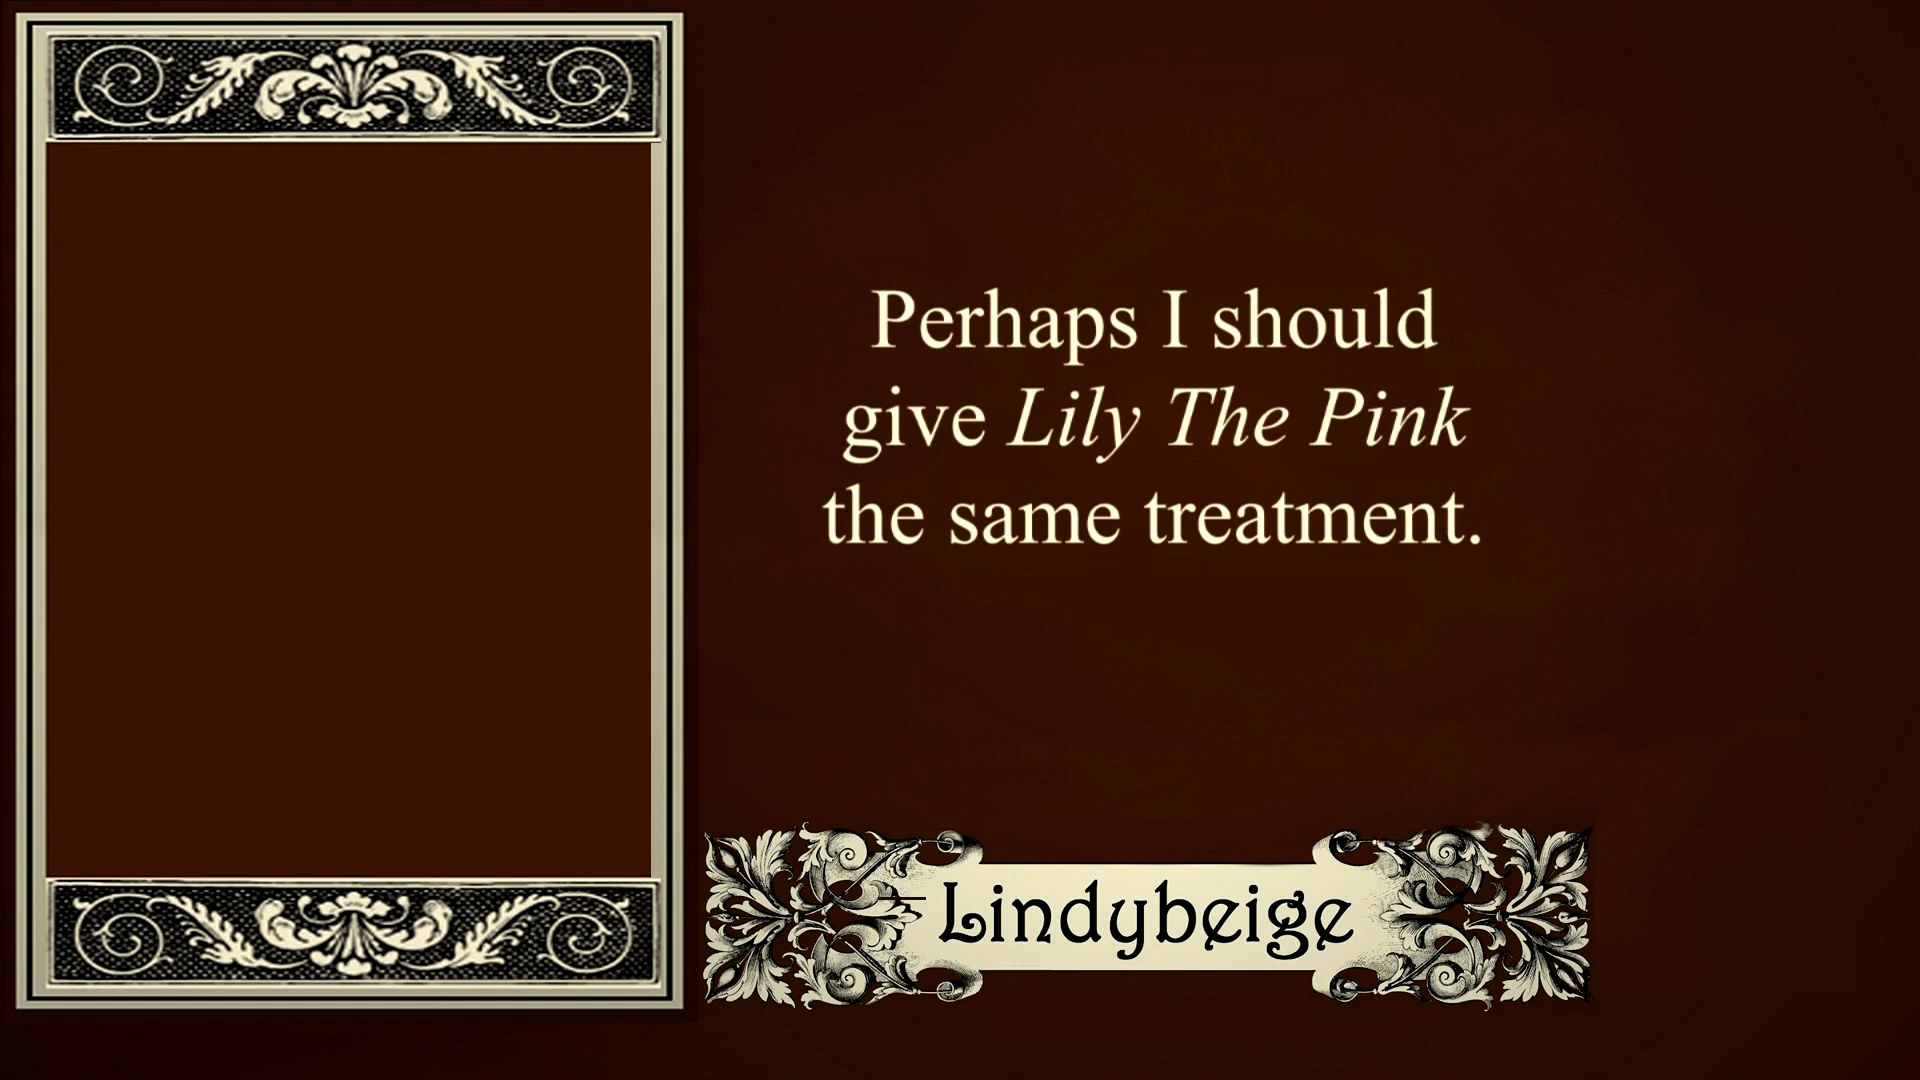 Perhaps I should
give Lily The Pink
the same treatment.
Lindybeige